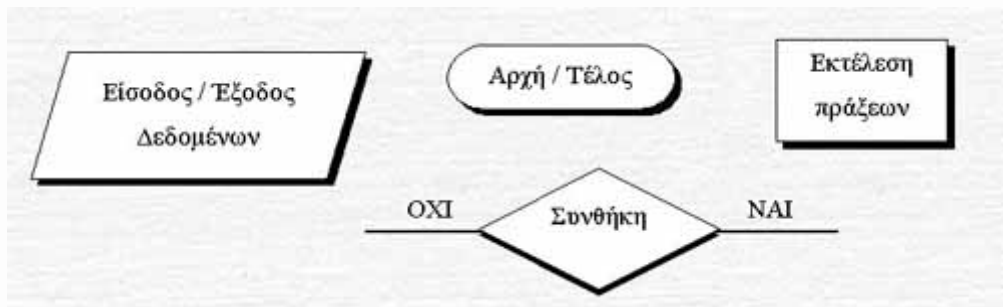 Είσοδος / Έξοδος
Δεδομένων
Αρχή / Τέλος
Εκτέλεση
πράξεων
ΟΧΙ
Συνθήκη
ΝΑΙ